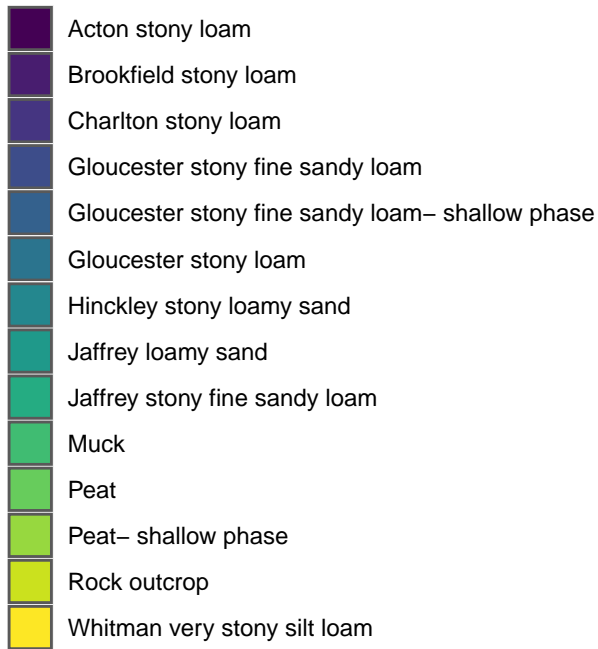 Acton stony loam
Brookfield stony loam
Charlton stony loam
Gloucester stony fine sandy loam
Gloucester stony fine sandy loam− shallow phase
Gloucester stony loam
Hinckley stony loamy sand
Jaffrey loamy sand
Jaffrey stony fine sandy loam
Muck
Peat
Peat− shallow phase
Rock outcrop
Whitman very stony silt loam